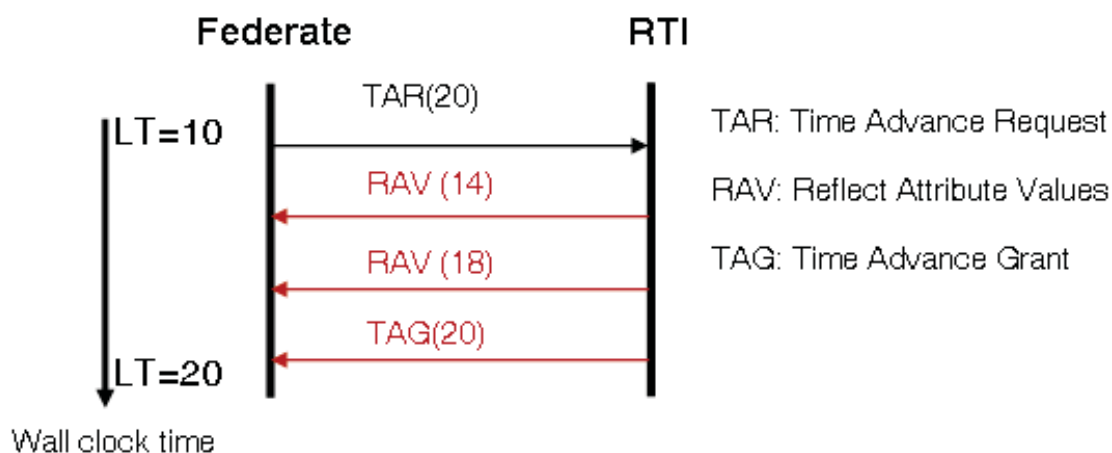 Federate
RTI
TAR(20)
LT=10
TAR: Time Advance Request
RAV (14)
RAV: Reflect Attribute Values
RAV (18)
TAG: Time Advance Grant
TAG(20)
LT=20
Wall clock time